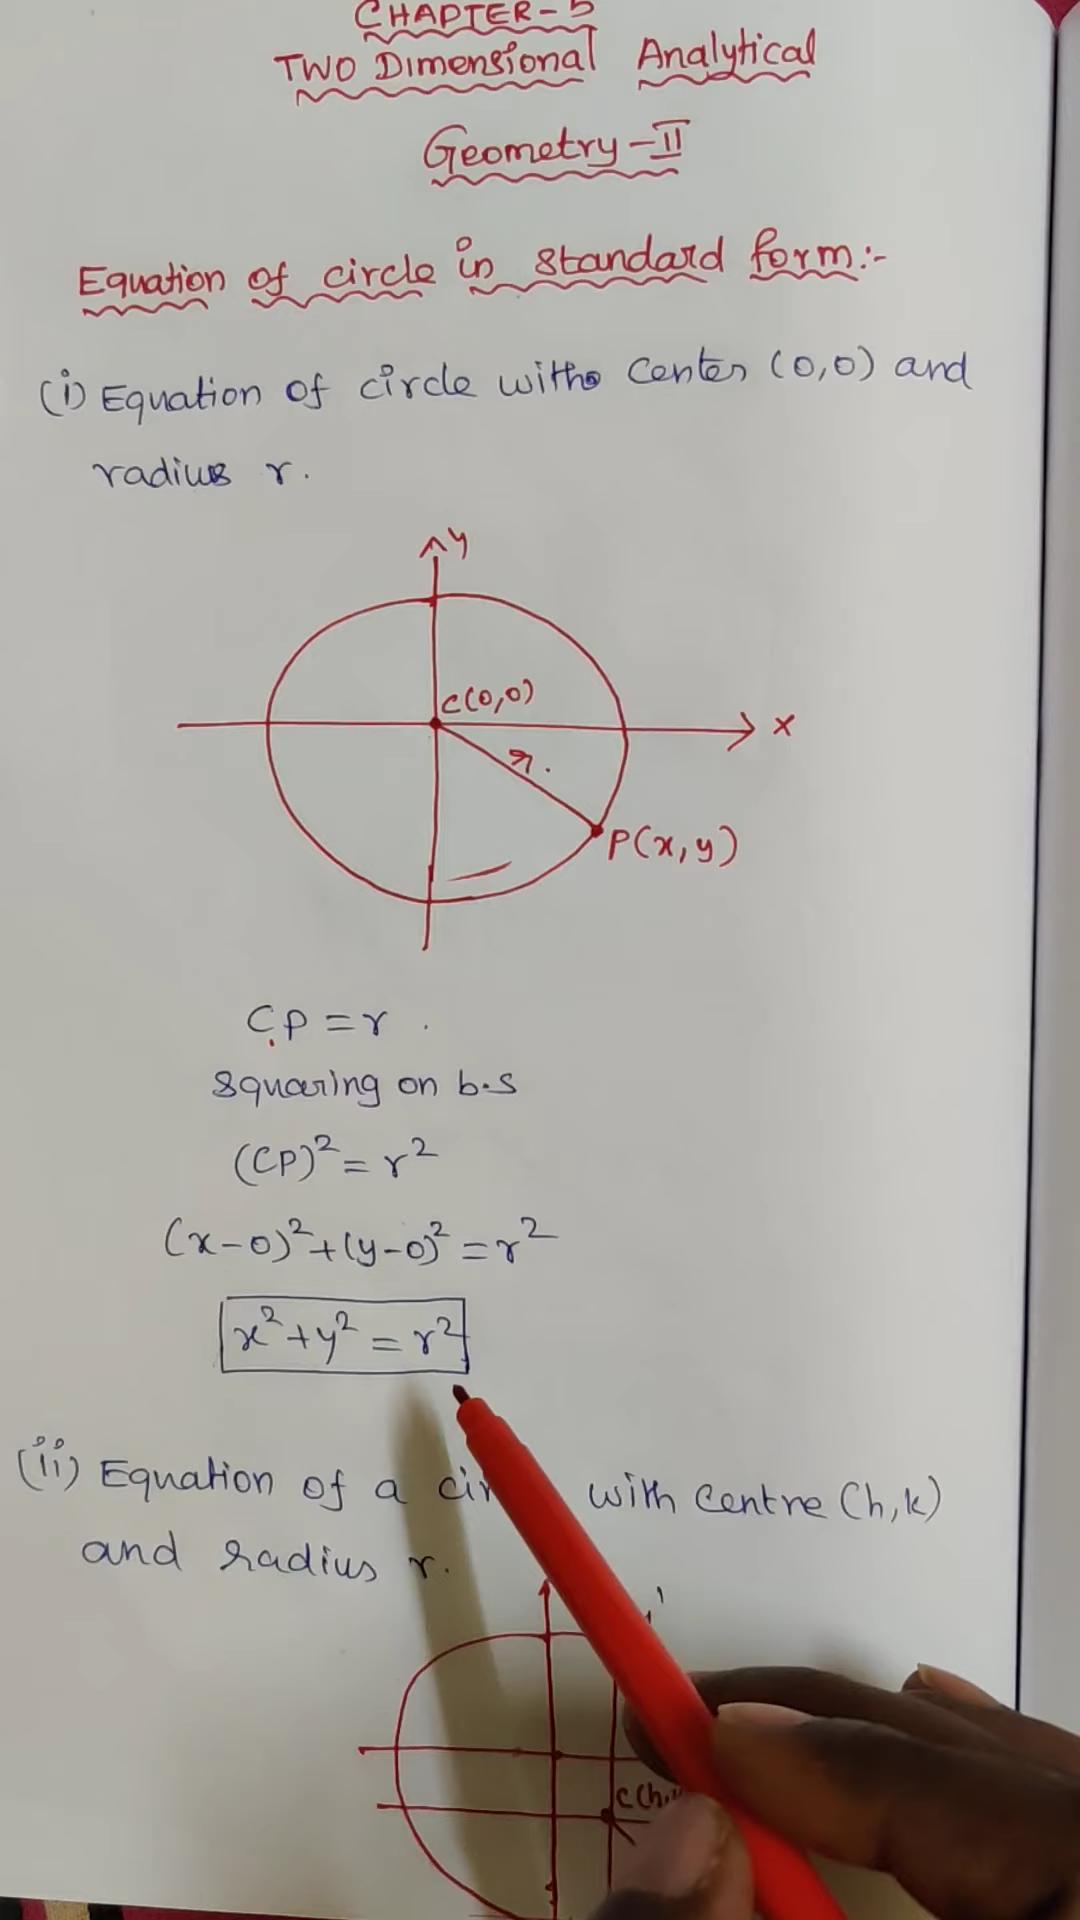 CHAPTER-5
TWO Dimensional Analytical
Geometry-II
Equation of circle in standard form:-
(i) Equation of circle with center (0,0) and
radius r.
y
C(0,0)
x
r.
P(x,y)
CP = r .
squaring on b.s
(CP)² = r²
(x-0)²+(y-0)² = r²
x²+y² = r²
(ii) Equation of a with centre (h,k)
and radius r.